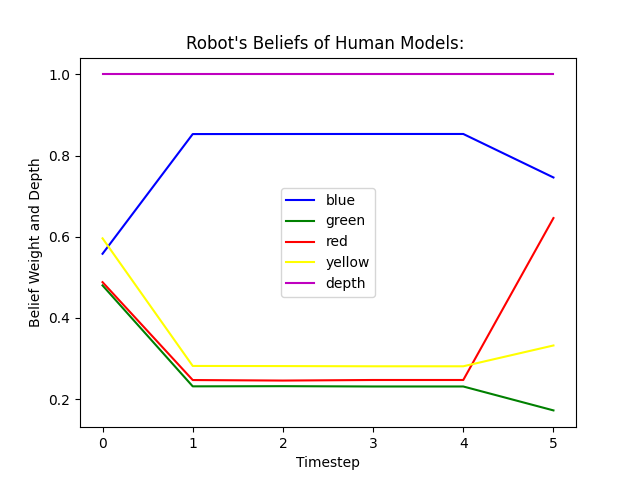 Robot's Beliefs of Human Models:
Belief Weight and Depth
1.0
0.8
0.6
0.4
0.2
blue
green
red
yellow
depth
0 1 2 3 4 5
Timestep